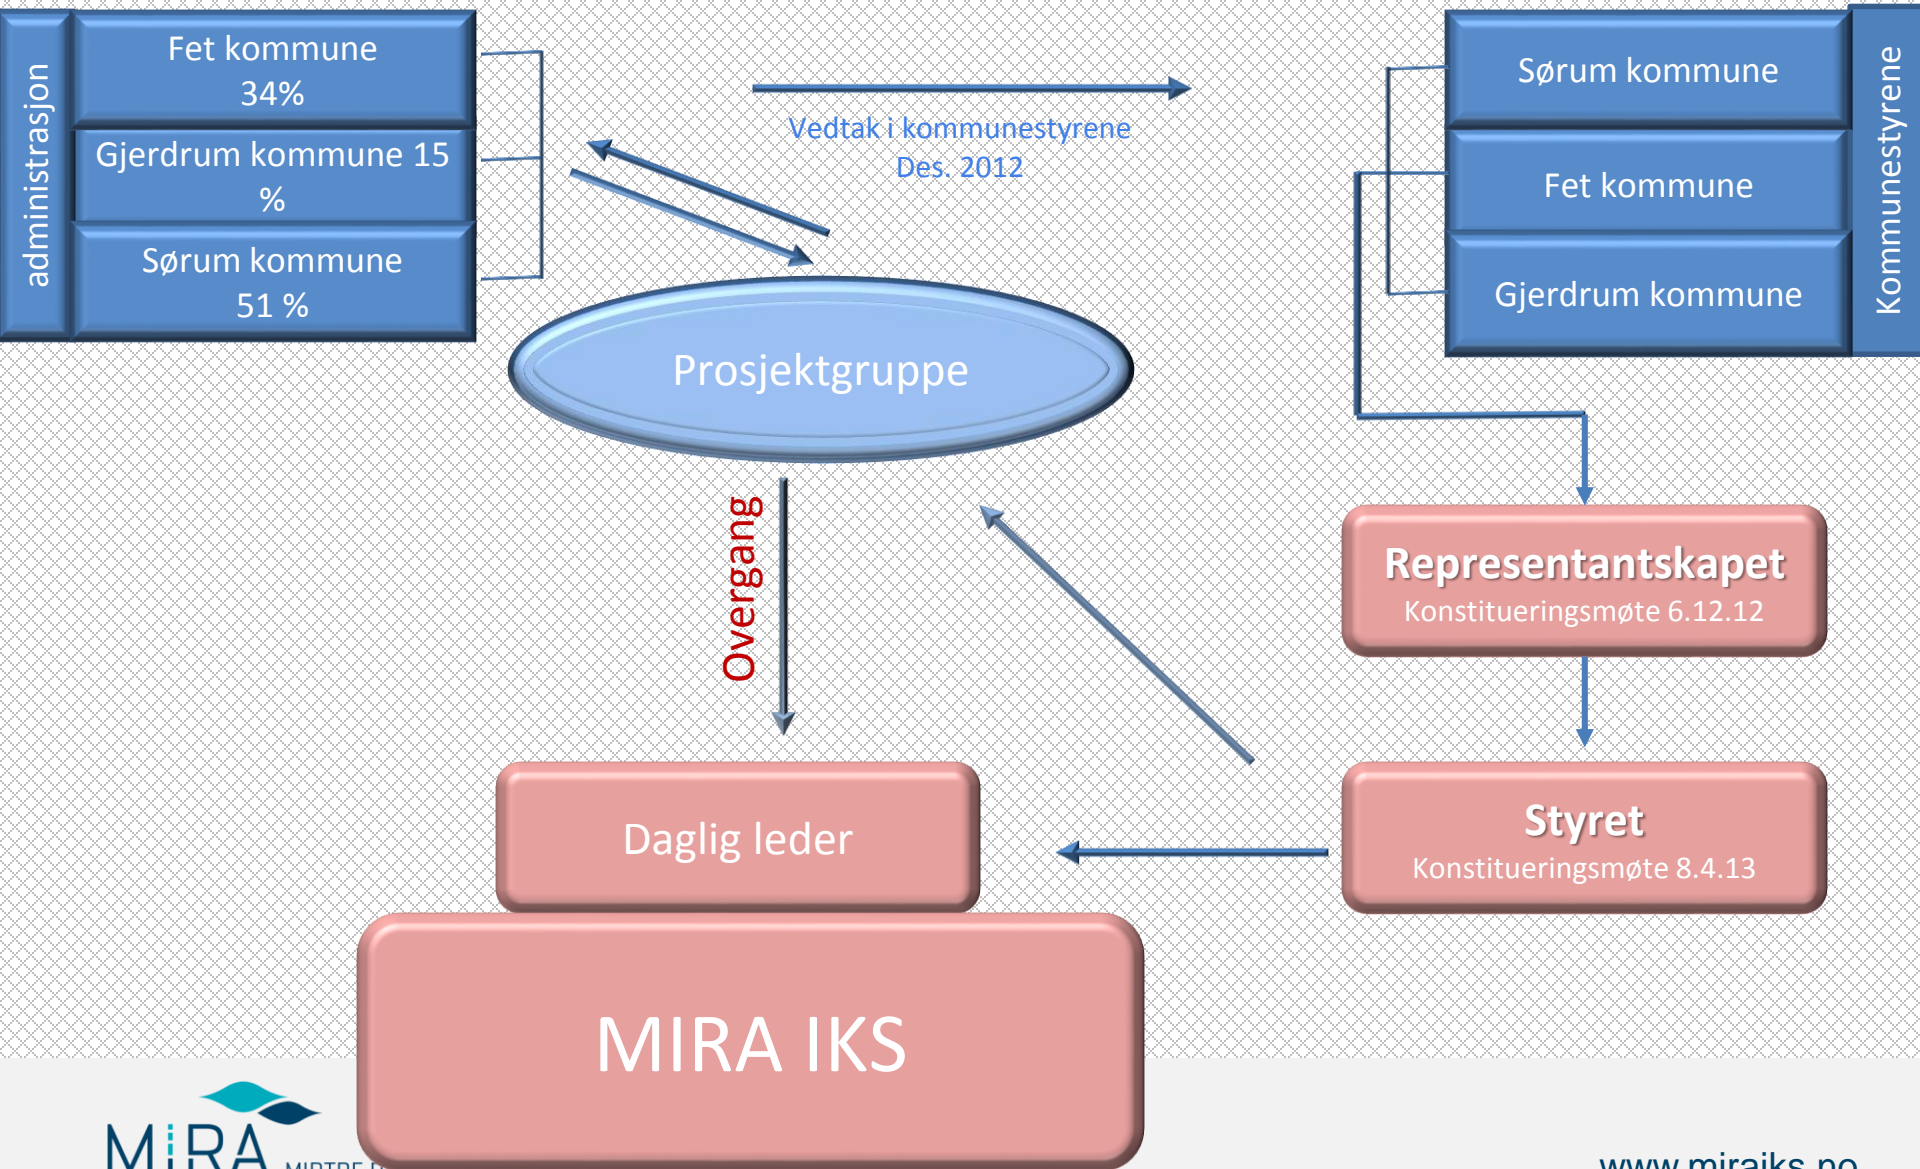 administrasjon
Fet kommune
34%
Gjerdrum kommune 15
%
Sørum kommune
51 %
Vedtak i kommunestyrene
Des. 2012
Sørum kommune
Fet kommune
Gjerdrum kommune
Kommunestyrene
Prosjektgruppe
Overgang
Representantskapet
Konstitueringsmøte 6.12.12
Styret
Konstitueringsmøte 8.4.13
Daglig leder
MIRA IKS
MiRA
www.miraiks.no